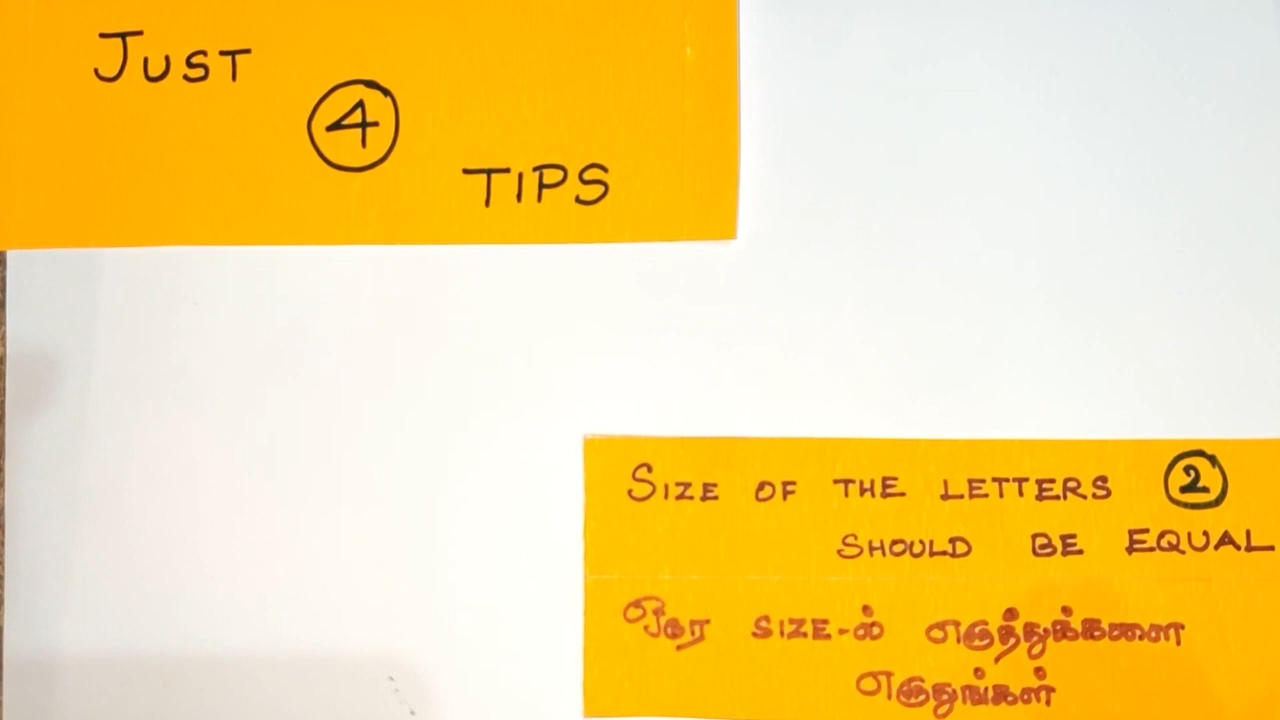 JUST
4
TIPS
SIZE OF THE LETTERS 2
SHOULD BE EQUAL
ஒரே SIZE-ல் எழுத்துக்களை
எழுதுங்கள்